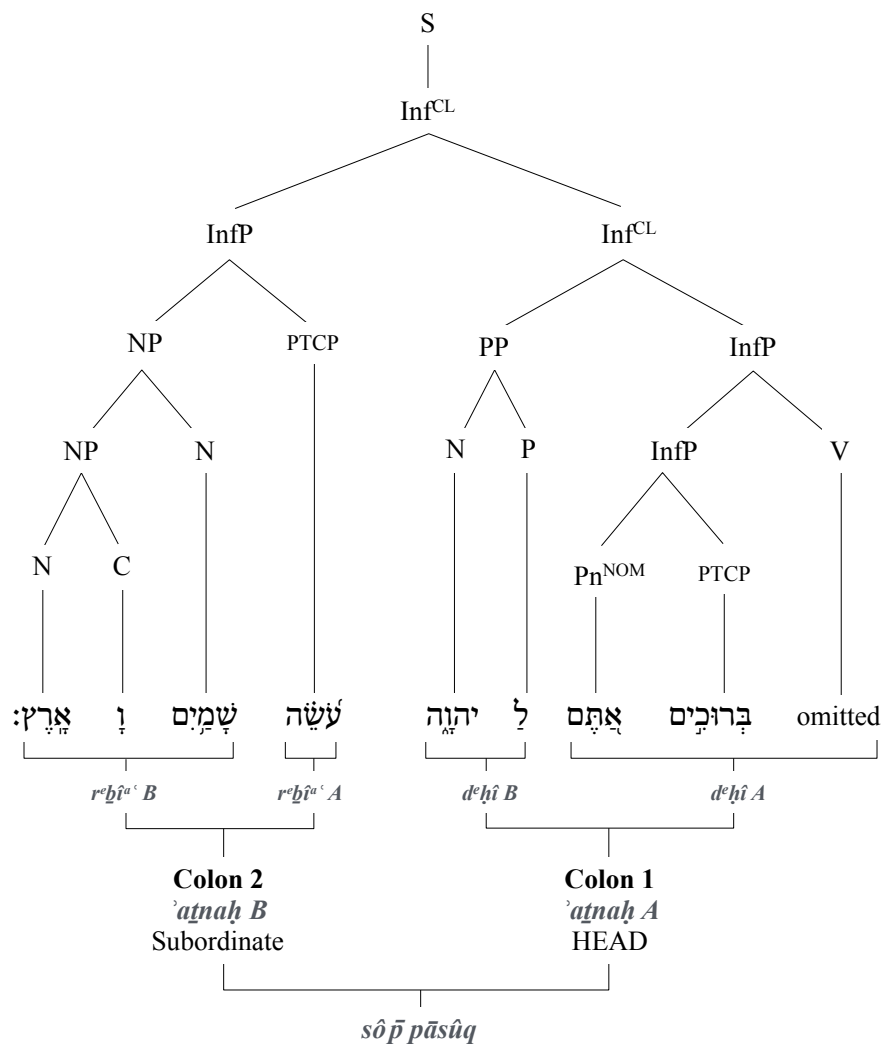 S
Inf^CL
InfP Inf^CL
NP PTCP PP InfP
NP N N P InfP V
N C Pn^NOM PTCP
omitted בְּרוּכִ֣ים אַ֭תֶּם לַ יהוָ֑ה עֹ֝שֵׂ֗ה שָׁמַ֥יִם וָ אָֽרֶץ׃
rᵉḇîᵃʿ B rᵉḇîᵃʿ A dᵉḥî B dᵉḥî A
Colon 2 Colon 1
ʾaṯnaḥ B ʾaṯnaḥ A
Subordinate HEAD
sôp̄ pāsûq